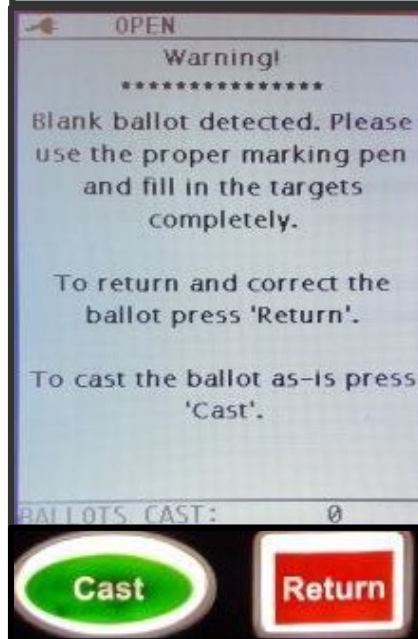 OPEN
Warning!
***************
Blank ballot detected. Please
use the proper marking pen
and fill in the targets
completely.
To return and correct the
ballot press 'Return'.
To cast the ballot as-is press
'Cast'.
BALLOTS CAST: 0
Cast Return